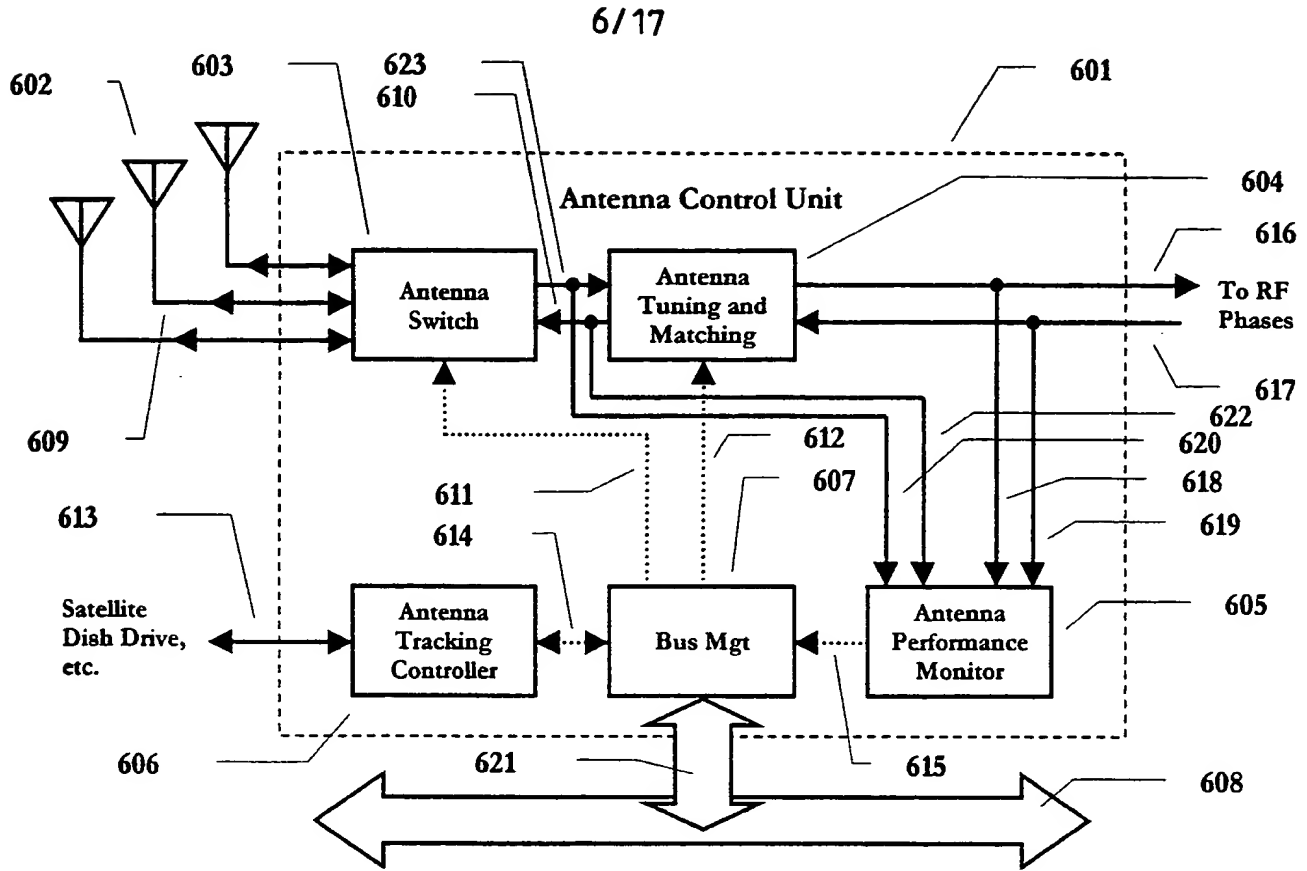 6/17
603
623
610
601
602
Antenna Control Unit
604
616
Antenna
Switch
Antenna
Tuning and
Matching
To RF
Phases
617
609
612
622
620
611
607
618
613
614
619
Satellite
Dish Drive,
etc.
Antenna
Tracking
Controller
Bus Mgt
Antenna
Performance
Monitor
605
606
621
615
608